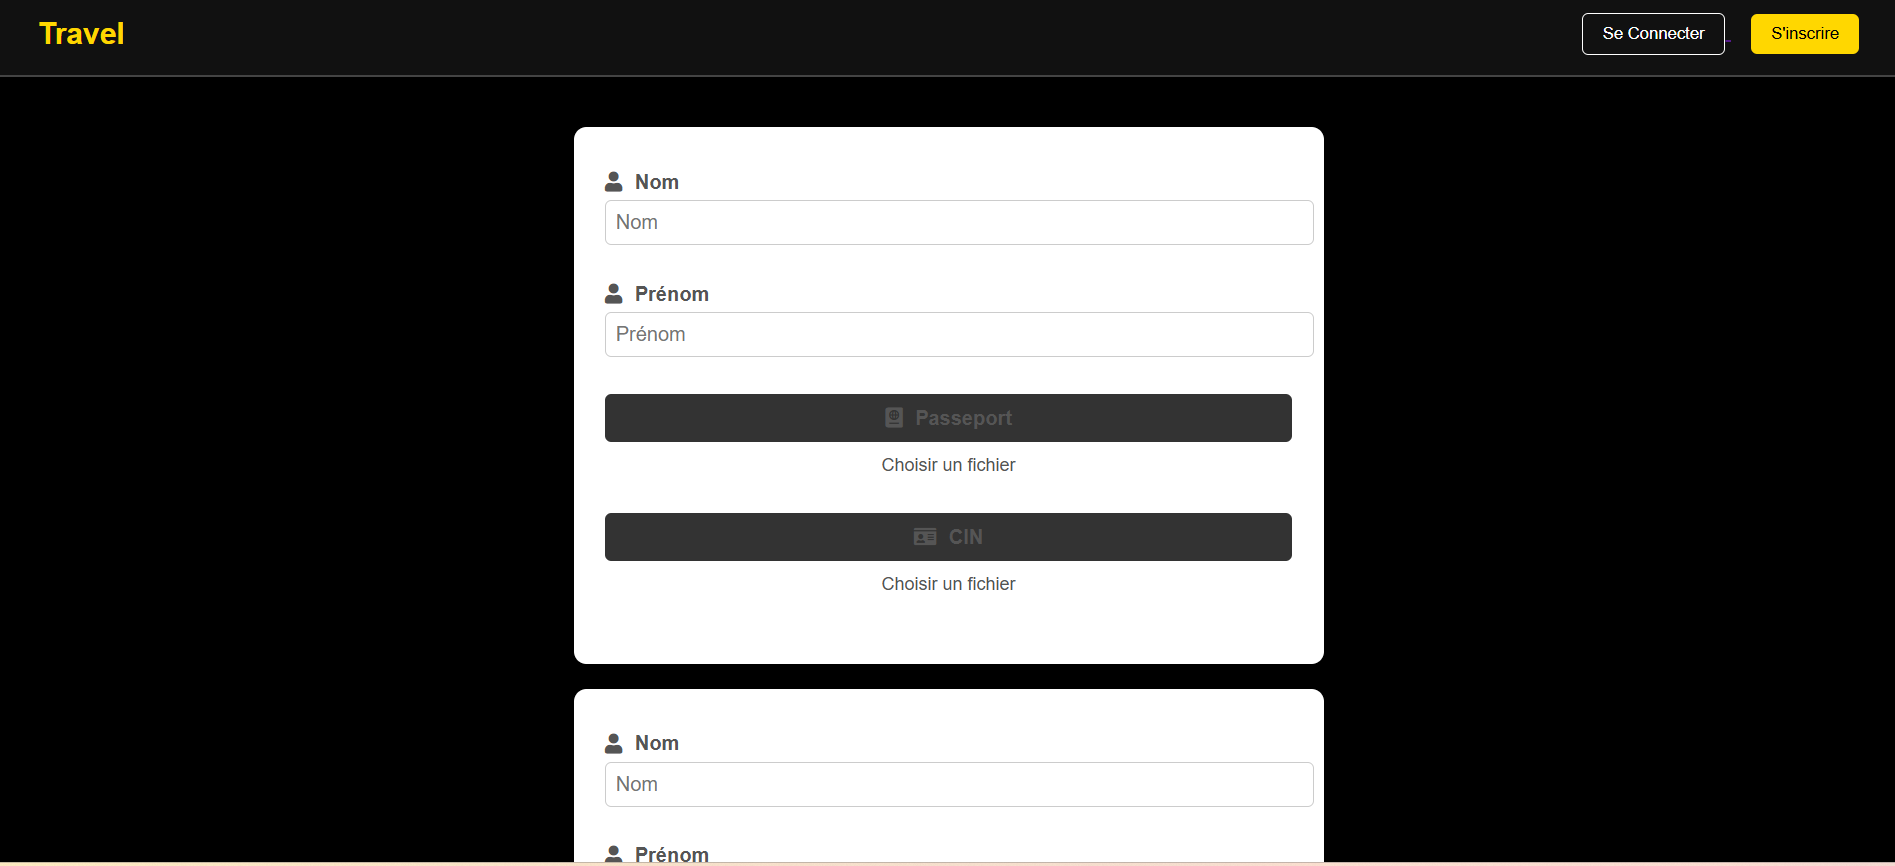 Travel
Se Connecter
S'inscrire
Nom
Nom
Prénom
Prénom
Passeport
Choisir un fichier
CIN
Choisir un fichier
Nom
Nom
Prénom